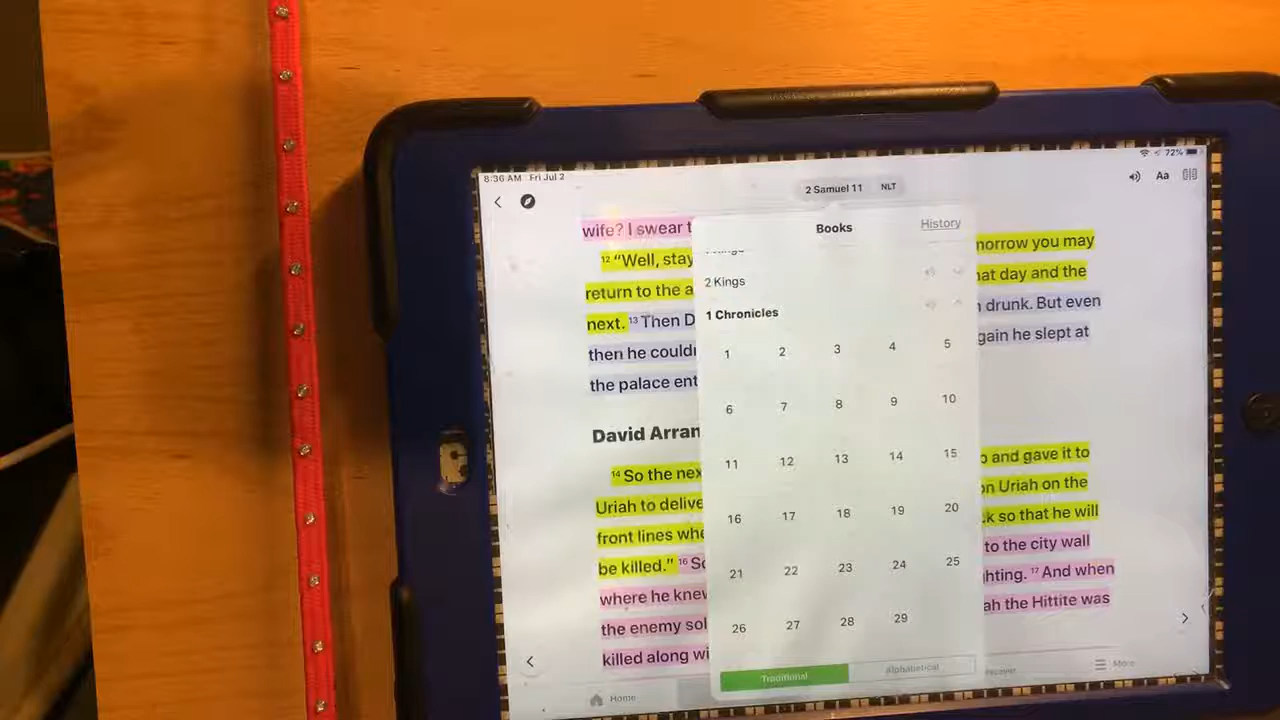 8:36 AM Fri Jul 2
72%
2 Samuel 11 NLT
Aa
Books
History
2 Kings
1 Chronicles
1 2 3 4 5
6 7 8 9 10
11 12 13 14 15
16 17 18 19 20
21 22 23 24 25
26 27 28 29
Traditional Alphabetical
wife? I swear t
12 "Well, stay morrow you may
return to the a at day and the
next. 13 Then D drunk. But even
then he could gain he slept at
the palace ent
David Arran
14 So the nex and gave it to
Uriah to delive on Uriah on the
front lines whe k so that he will
be killed." 16 So to the city wall
where he knew hting. 17 And when
the enemy sol ah the Hittite was
killed along wi
Home
More